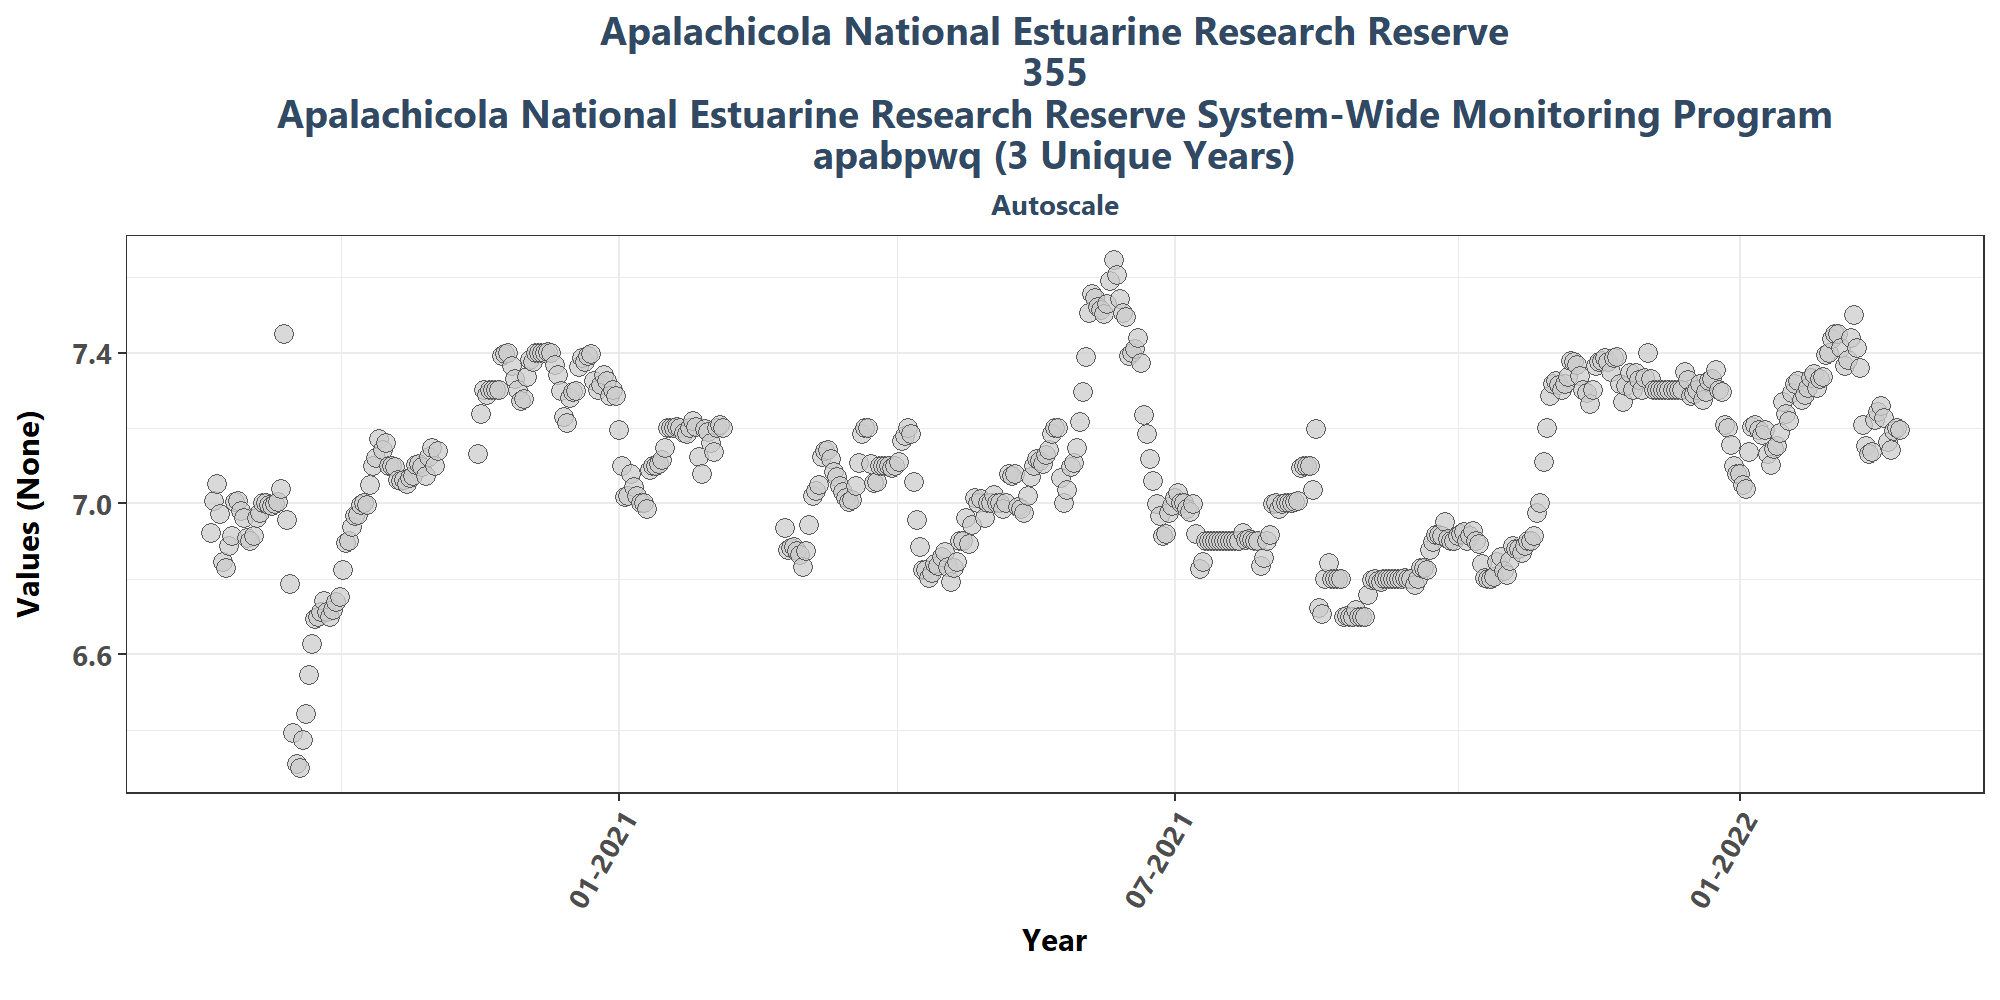 Apalachicola National Estuarine Research Reserve
355
Apalachicola National Estuarine Research Reserve System-Wide Monitoring Program
apabpwq (3 Unique Years)
Autoscale
Values (None)
7.4
7.0
6.6
01-2021
07-2021
01-2022
Year